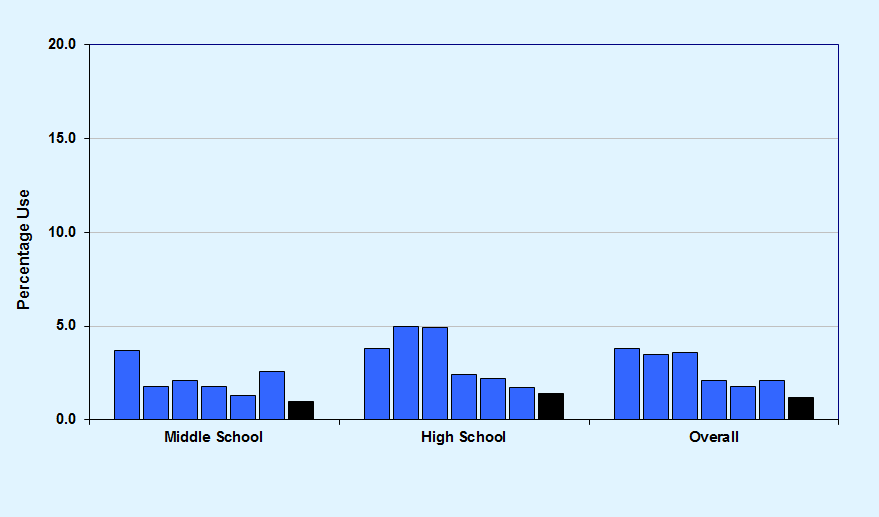 20.0
15.0
10.0
5.0
0.0
Percentage Use
Middle School
High School
Overall